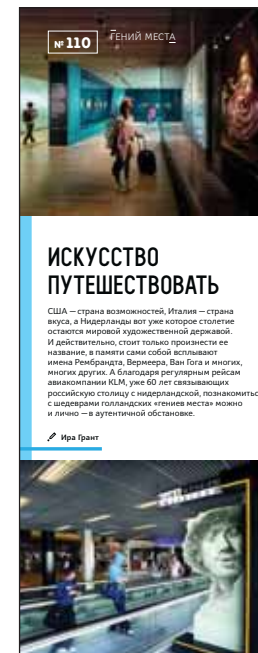 № 110
ГЕНИЙ МЕСТА
ИСКУССТВО
ПУТЕШЕСТВОВАТЬ
США — страна возможностей, Италия — страна
вкуса, а Нидерланды вот уже которое столетие
остаются мировой художественной державой.
И действительно, стоит только произнести ее
название, в памяти сами собой всплывают
имена Рембрандта, Вермеера, Ван Гога и многих,
многих других. А благодаря регулярным рейсам
авиакомпании KLM, уже 60 лет связывающих
российскую столицу с нидерландской, познакомитьс
с шедеврами голландских «гениев места» можно
и лично — в аутентичной обстановке.
Ира Грант